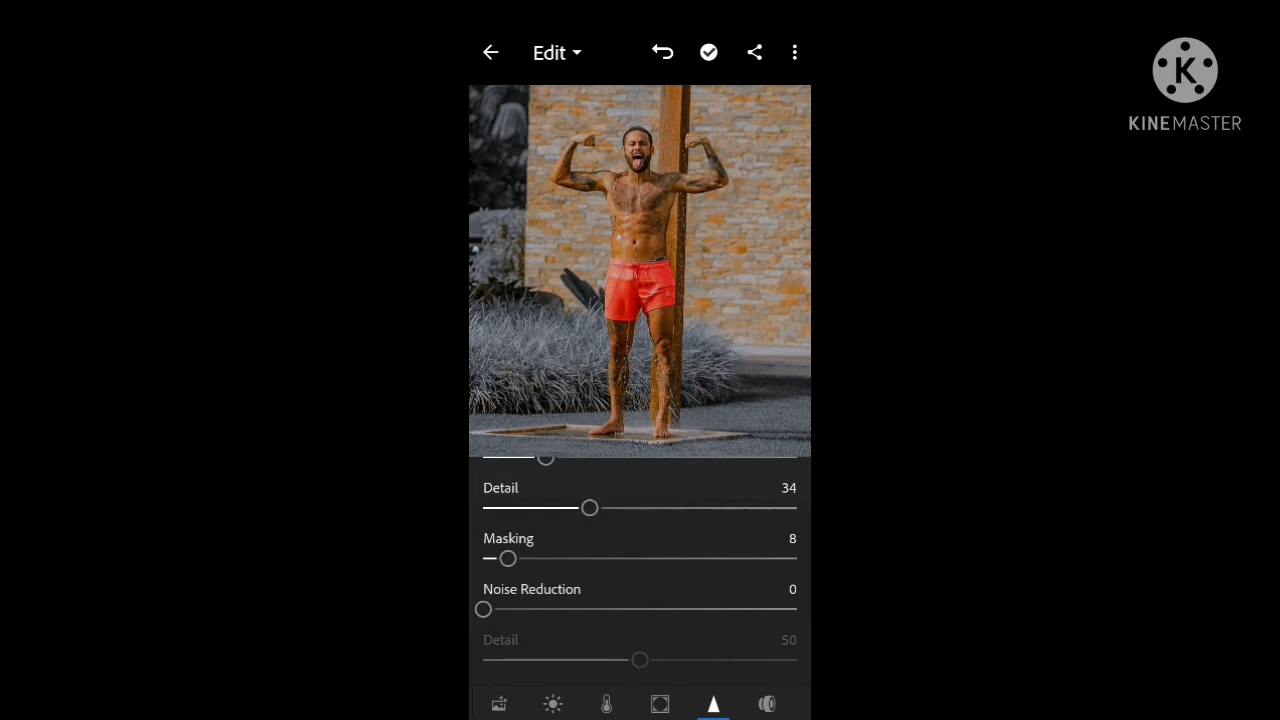 Edit
K
KINEMASTER
Detail 34
Masking 8
Noise Reduction 0
Detail 50